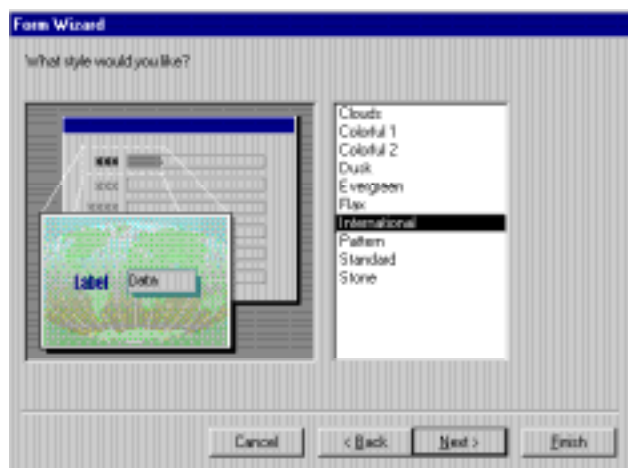 Form Wizard
What style would you like?
Label Data
Clouds
Colorful 1
Colorful 2
Dusk
Evergreen
Flax
International
Pattern
Standard
Stone
Cancel < Back Next > Finish